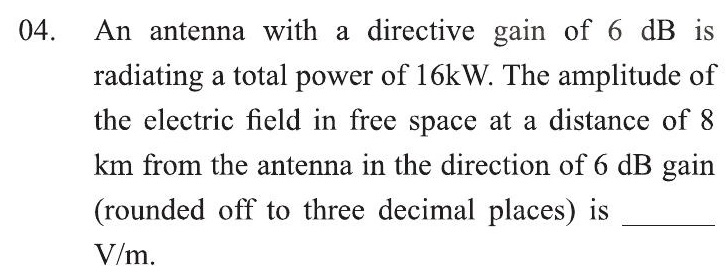 04. An antenna with a directive gain of 6 dB is
radiating a total power of 16kW. The amplitude of
the electric field in free space at a distance of 8
km from the antenna in the direction of 6 dB gain
(rounded off to three decimal places) is ______
V/m.